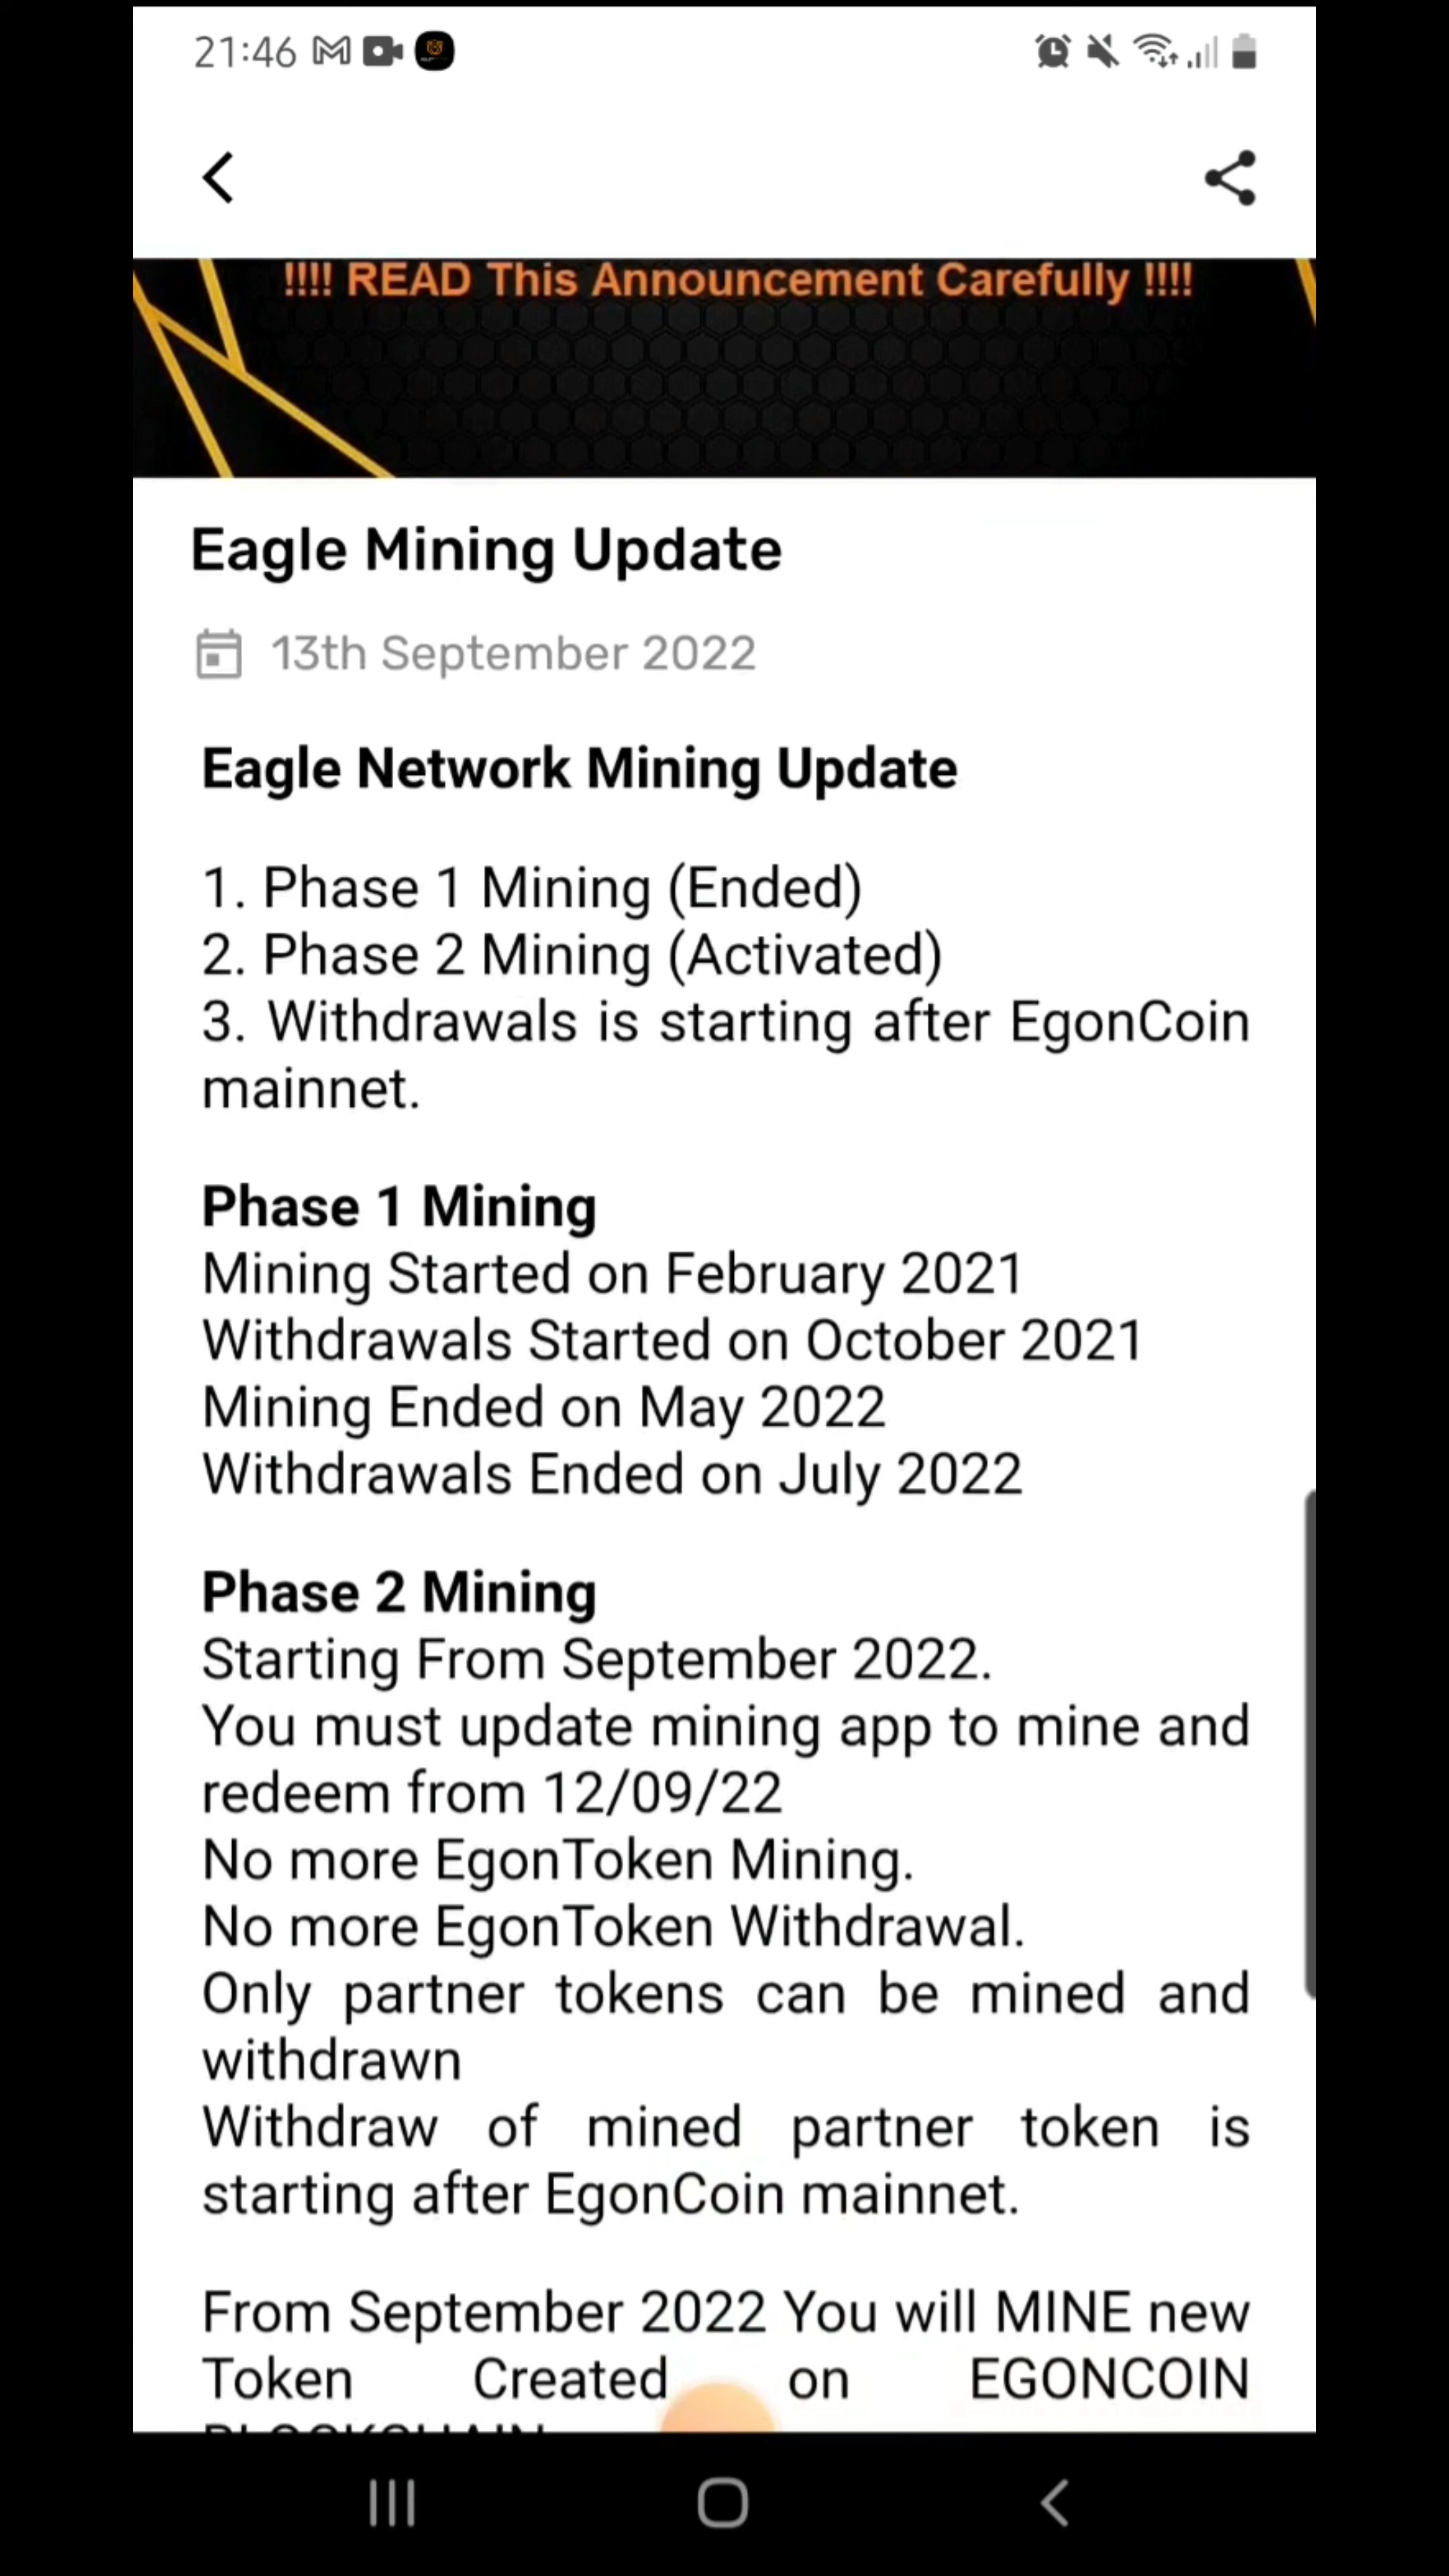 21:46
!!!! READ This Announcement Carefully !!!!
Eagle Mining Update
13th September 2022
Eagle Network Mining Update
1. Phase 1 Mining (Ended)
2. Phase 2 Mining (Activated)
3. Withdrawals is starting after EgonCoin
mainnet.
Phase 1 Mining
Mining Started on February 2021
Withdrawals Started on October 2021
Mining Ended on May 2022
Withdrawals Ended on July 2022
Phase 2 Mining
Starting From September 2022.
You must update mining app to mine and
redeem from 12/09/22
No more EgonToken Mining.
No more EgonToken Withdrawal.
Only partner tokens can be mined and
withdrawn
Withdraw of mined partner token is
starting after EgonCoin mainnet.
From September 2022 You will MINE new
Token Created on EGONCOIN
BLOCKCHAIN